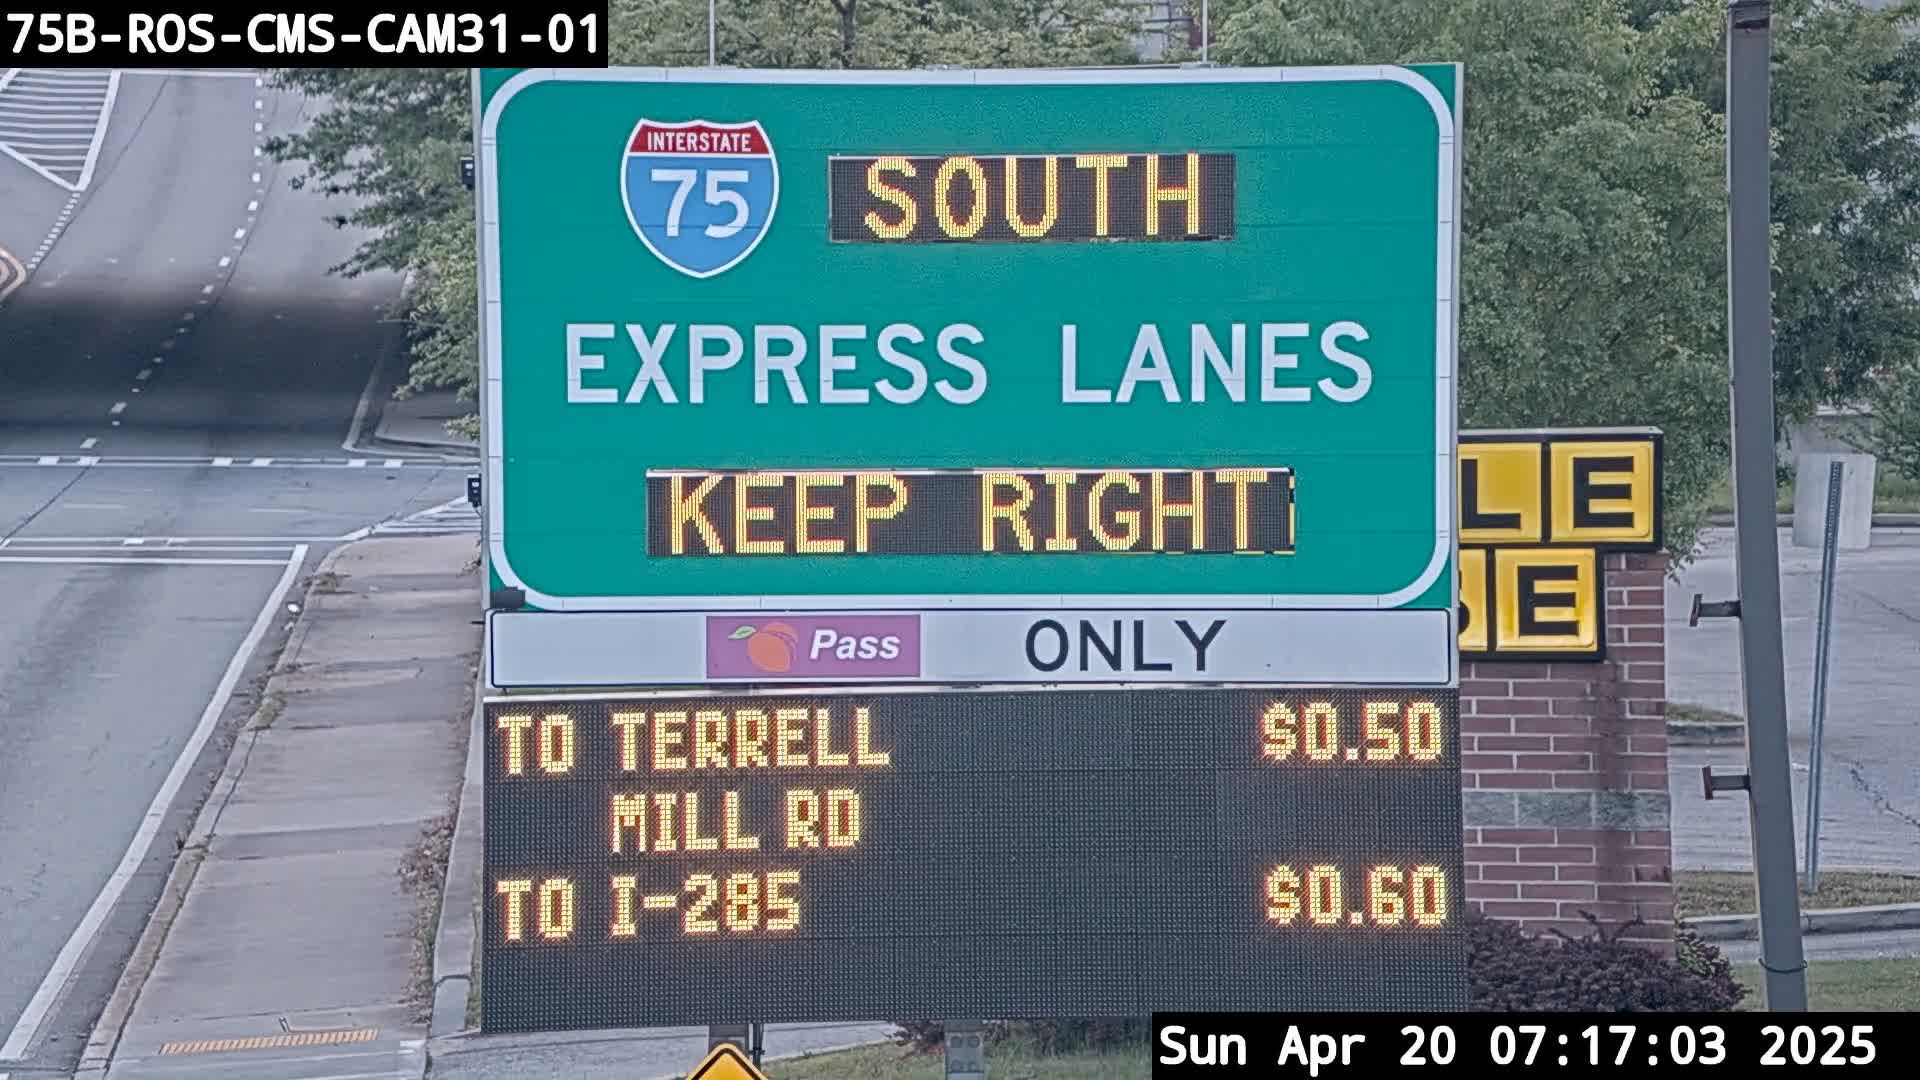 75B-ROS-CMS-CAM31-01
INTERSTATE
75
SOUTH
EXPRESS LANES
KEEP RIGHT
Pass ONLY
TO TERRELL $0.50
MILL RD
TO I-285 $0.60
LE
E
Sun Apr 20 07:17:03 2025